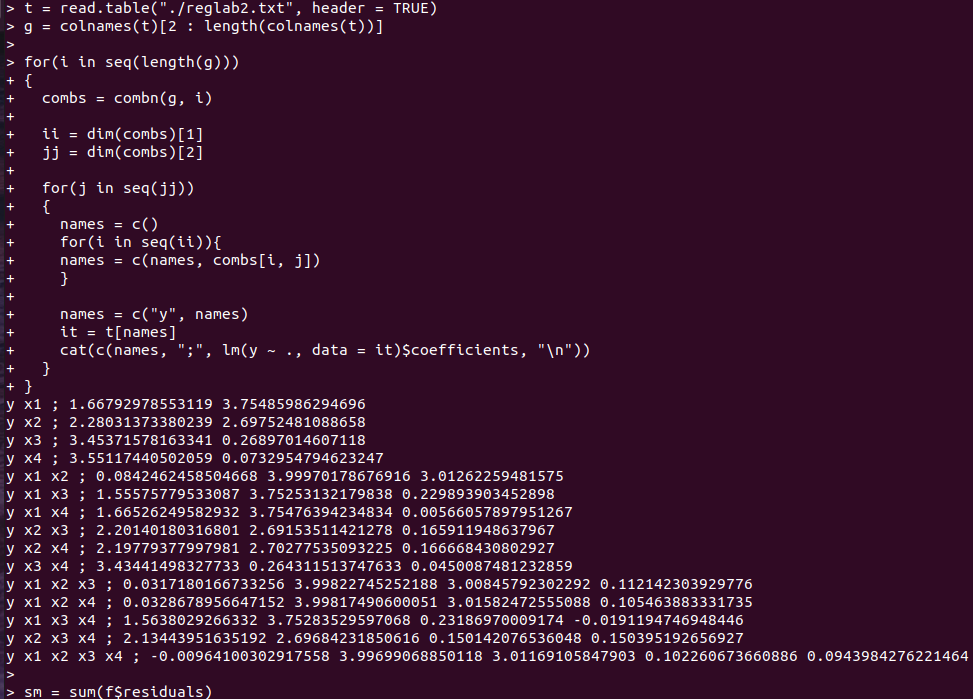 > t = read.table("./reglab2.txt", header = TRUE)
> g = colnames(t)[2 : length(colnames(t))]
>
> for(i in seq(length(g)))
+ {
+   combs = combn(g, i)
+
+   ii = dim(combs)[1]
+   jj = dim(combs)[2]
+
+   for(j in seq(jj))
+   {
+     names = c()
+     for(i in seq(ii)){
+     names = c(names, combs[i, j])
+     }
+
+     names = c("y", names)
+     it = t[names]
+     cat(c(names, ";", lm(y ~ ., data = it)$coefficients, "\n"))
+   }
+ }
y x1 ; 1.66792978553119 3.75485986294696
y x2 ; 2.28031373380239 2.69752481088658
y x3 ; 3.45371578163341 0.26897014607118
y x4 ; 3.55117440502059 0.0732954794623247
y x1 x2 ; 0.0842462458504668 3.99970178676916 3.01262259481575
y x1 x3 ; 1.55575779533087 3.75253132179838 0.229893903452898
y x1 x4 ; 1.66526249582932 3.75476394234834 0.00566057897951267
y x2 x3 ; 2.20140180316801 2.69153511421278 0.165911948637967
y x2 x4 ; 2.19779377997981 2.70277535093225 0.166668430802927
y x3 x4 ; 3.43441498327733 0.264311513747633 0.0450087481232859
y x1 x2 x3 ; 0.0317180166733256 3.99822745252188 3.00845792302292 0.112142303929776
y x1 x2 x4 ; 0.0328678956647152 3.99817490600051 3.01582472555088 0.105463883331735
y x1 x3 x4 ; 1.5638029266332 3.75283529597068 0.23186970009174 -0.0191194746948446
y x2 x3 x4 ; 2.13443951635192 2.69684231850616 0.150142076536048 0.150395192656927
y x1 x2 x3 x4 ; -0.00964100302917558 3.99699068850118 3.01169105847903 0.102260673660886 0.0943984276221464
>
> sm = sum(f$residuals)